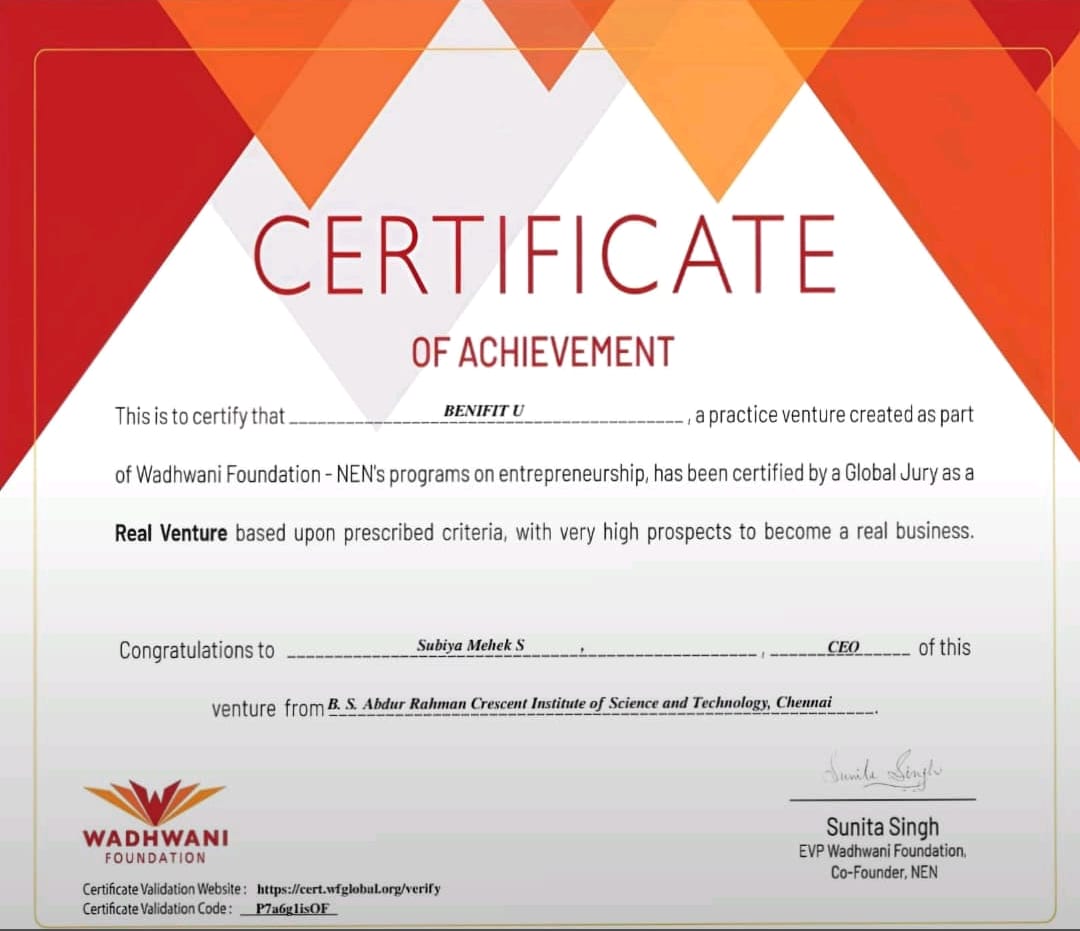 CERTIFICATE
OF ACHIEVEMENT
This is to certify that BENIFIT U , a practice venture created as part
of Wadhwani Foundation - NEN's programs on entrepreneurship, has been certified by a Global Jury as a
Real Venture based upon prescribed criteria, with very high prospects to become a real business.
Congratulations to Subiya Mehek S , , CEO of this
venture from B. S. Abdur Rahman Crescent Institute of Science and Technology, Chennai .
Sunita Singh
WADHWANI
FOUNDATION
Sunita Singh
EVP Wadhwani Foundation,
Co-Founder, NEN
Certificate Validation Website : https://cert.wfglobal.org/verify
Certificate Validation Code : P7a6g1isOF